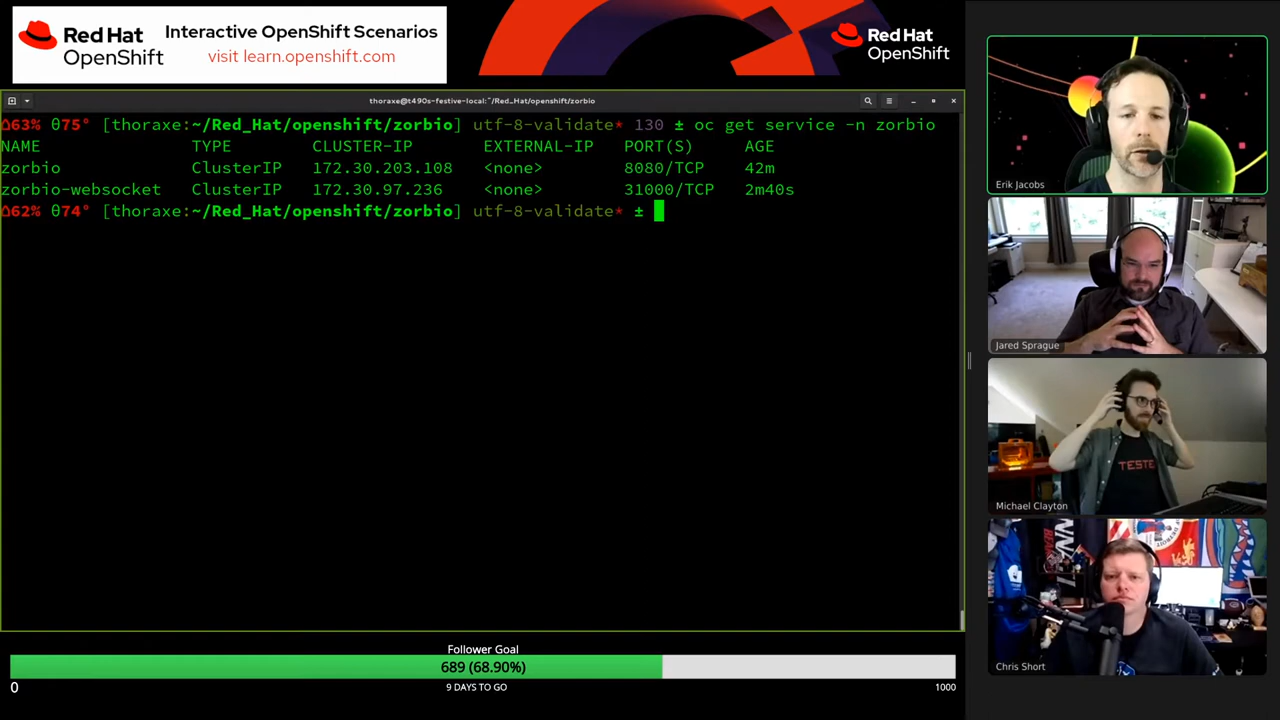 Red Hat
OpenShift
Interactive OpenShift Scenarios
visit learn.openshift.com
Red Hat
OpenShift
thoraxe@t490s-festive-local:~/Red_Hat/openshift/zorbio
Δ63% θ75° [thoraxe:~/Red_Hat/openshift/zorbio] utf-8-validate* 130 ± oc get service -n zorbio
NAME TYPE CLUSTER-IP EXTERNAL-IP PORT(S) AGE
zorbio ClusterIP 172.30.203.108 <none> 8080/TCP 42m
zorbio-websocket ClusterIP 172.30.97.236 <none> 31000/TCP 2m40s
Δ62% θ74° [thoraxe:~/Red_Hat/openshift/zorbio] utf-8-validate* ±
Erik Jacobs
Jared Sprague
TESTE
Michael Clayton
Chris Short
Follower Goal
689 (68.90%)
0
9 DAYS TO GO
1000